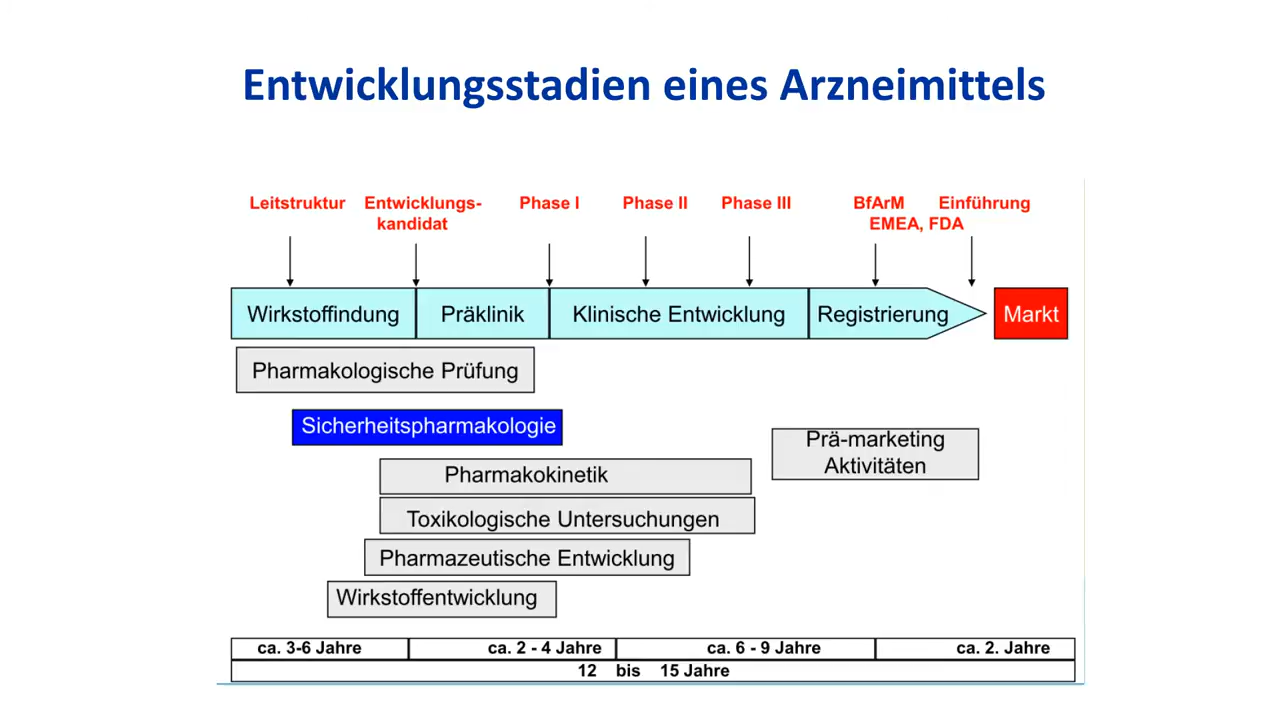 Entwicklungsstadien eines Arzneimittels
Leitstruktur Entwicklungs- Phase I Phase II Phase III BfArM Einführung
kandidat EMEA, FDA
Wirkstoffindung Präklinik Klinische Entwicklung Registrierung Markt
Pharmakologische Prüfung
Sicherheitspharmakologie
Prä-marketing
Aktivitäten
Pharmakokinetik
Toxikologische Untersuchungen
Pharmazeutische Entwicklung
Wirkstoffentwicklung
ca. 3-6 Jahre ca. 2 - 4 Jahre ca. 6 - 9 Jahre ca. 2. Jahre
12 bis 15 Jahre